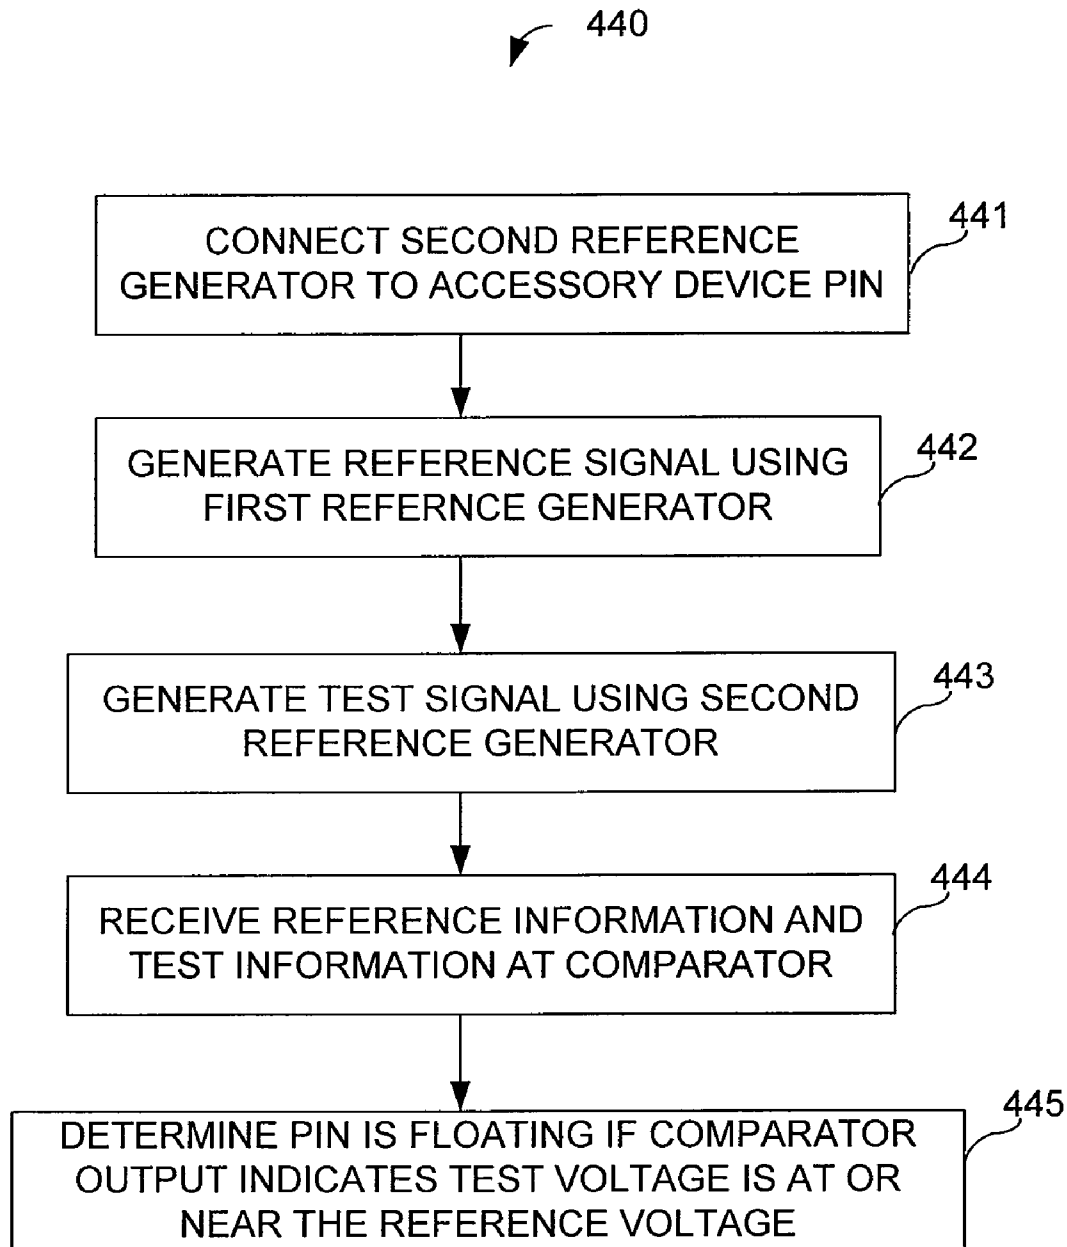 440
CONNECT SECOND REFERENCE
GENERATOR TO ACCESSORY DEVICE PIN
441
GENERATE REFERENCE SIGNAL USING
FIRST REFERNCE GENERATOR
442
GENERATE TEST SIGNAL USING SECOND
REFERENCE GENERATOR
443
RECEIVE REFERENCE INFORMATION AND
TEST INFORMATION AT COMPARATOR
444
DETERMINE PIN IS FLOATING IF COMPARATOR
OUTPUT INDICATES TEST VOLTAGE IS AT OR
NEAR THE REFERENCE VOLTAGE
445